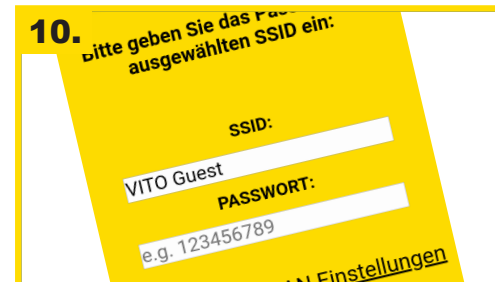 10.
Bitte geben Sie das
ausgewählten SSID ein:
SSID:
VITO Guest
PASSWORT:
e.g. 123456789
Einstellungen